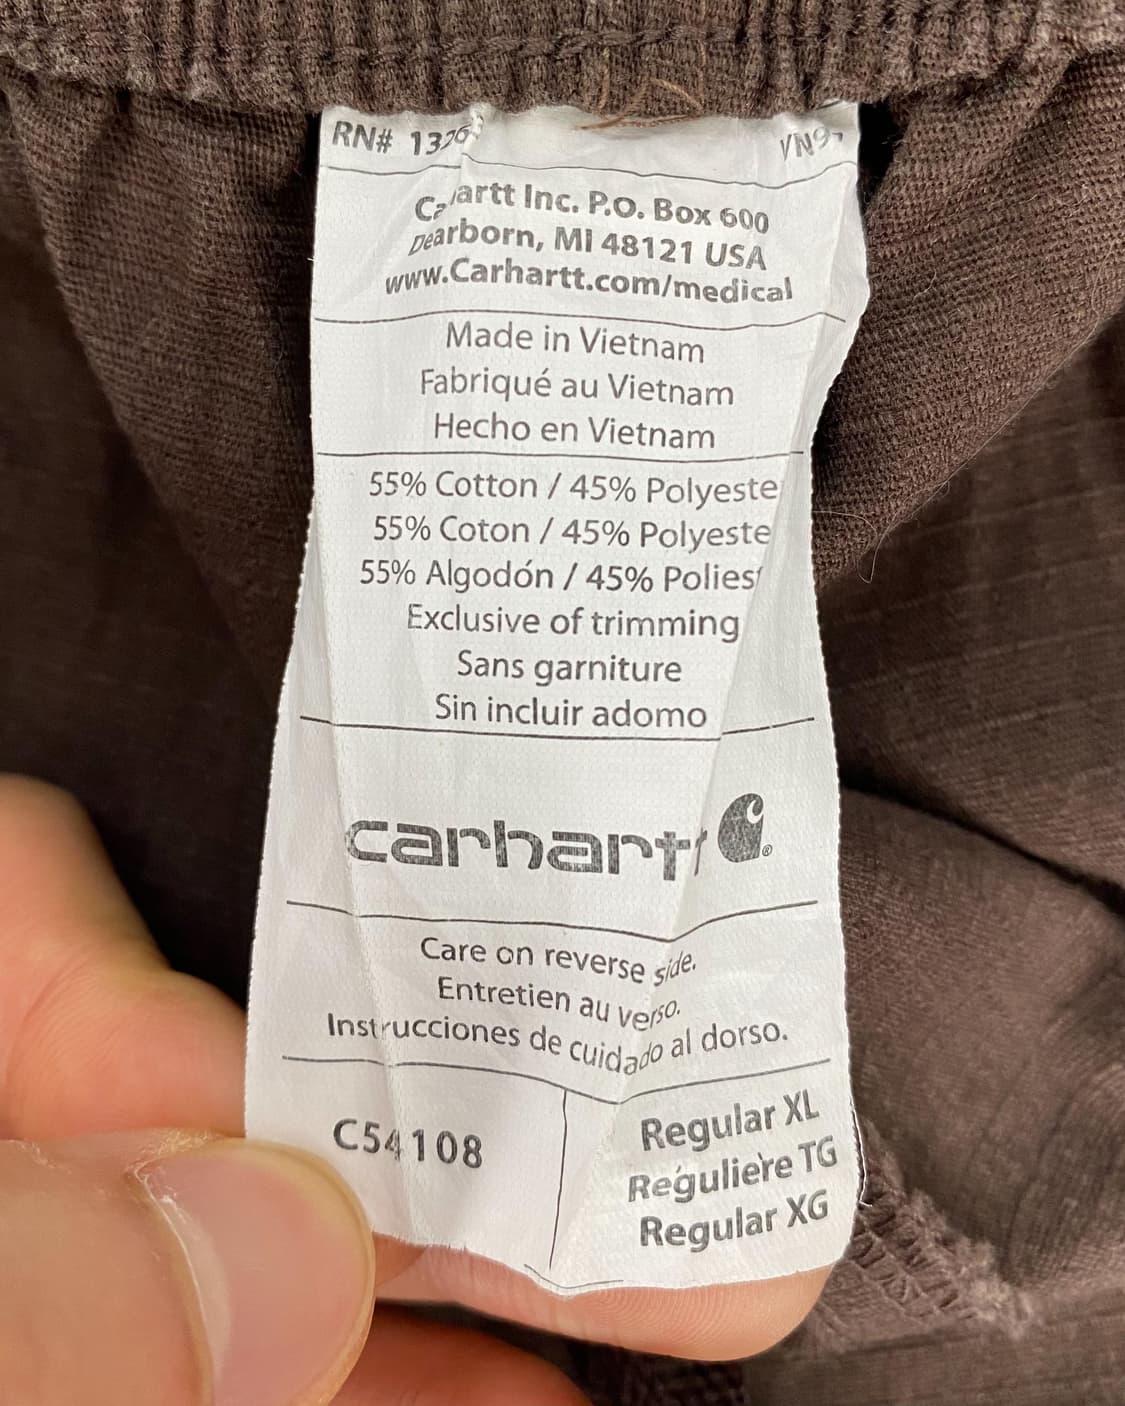 RN#
Carhartt Inc. P.O. Box 600
Dearborn, MI 48121 USA
www.Carhartt.com/medical
Made in Vietnam
Fabriqué au Vietnam
Hecho en Vietnam
55% Cotton / 45% Polyeste
55% Coton / 45% Polyeste
55% Algodón / 45% Polies
Exclusive of trimming
Sans garniture
Sin incluir adomo
carhartt
Care on reverse side.
Entretien au verso.
Instrucciones de cuidado al dorso.
C54108
Regular XL
Regulière TG
Regular XG